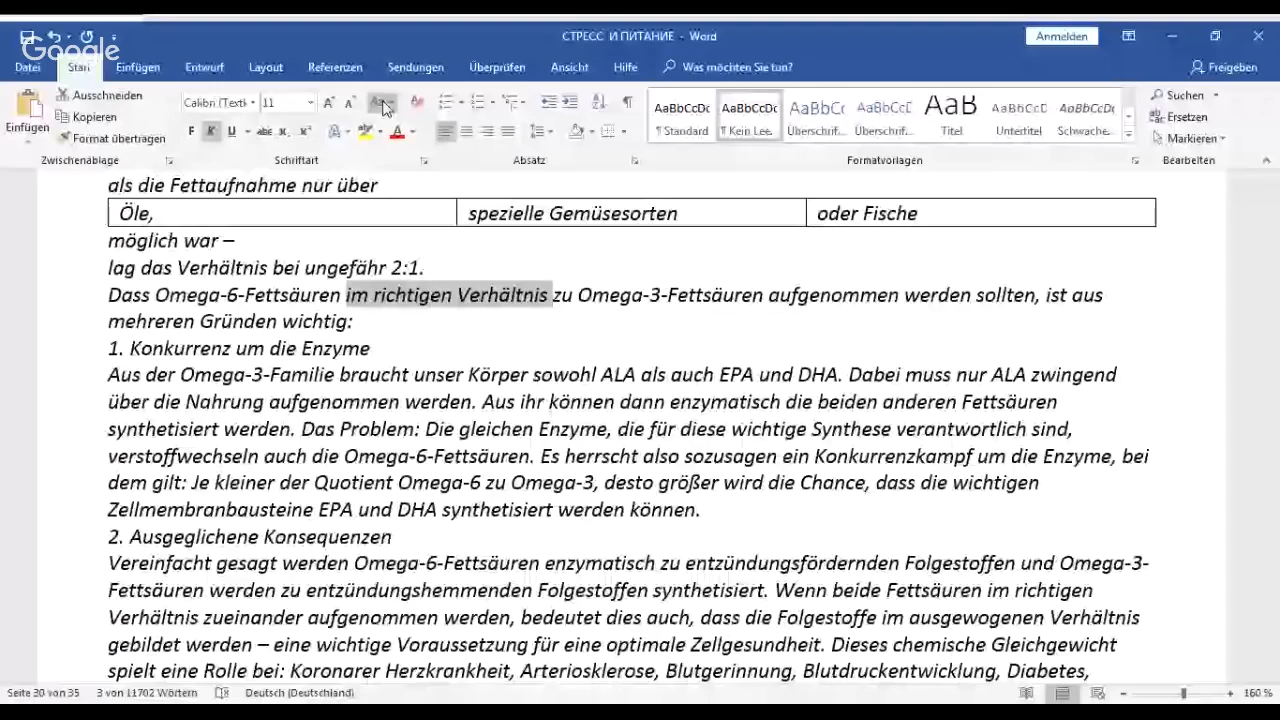 СТРЕСС И ПИТАНИЕ - Word
Anmelden
Google
Datei Start Einfügen Entwurf Layout Referenzen Sendungen Überprüfen Ansicht Hilfe Was möchten Sie tun? Freigeben
Einfügen
Ausschneiden
Kopieren
Format übertragen
Zwischenablage
Calibri (Textk 11
Schriftart
Absatz
AaBbCcDc AaBbCcDc AaBbCc AaBbCcDc AaB AaBbCcDc AaBbCcDc
¶ Standard ¶ Kein Lee... Überschrif... Überschrif... Titel Untertitel Schwache...
Formatvorlagen
Suchen
Ersetzen
Markieren
Bearbeiten
als die Fettaufnahme nur über
Öle, spezielle Gemüsesorten oder Fische
möglich war –
lag das Verhältnis bei ungefähr 2:1.
Dass Omega-6-Fettsäuren im richtigen Verhältnis zu Omega-3-Fettsäuren aufgenommen werden sollten, ist aus
mehreren Gründen wichtig:
1. Konkurrenz um die Enzyme
Aus der Omega-3-Familie braucht unser Körper sowohl ALA als auch EPA und DHA. Dabei muss nur ALA zwingend
über die Nahrung aufgenommen werden. Aus ihr können dann enzymatisch die beiden anderen Fettsäuren
synthetisiert werden. Das Problem: Die gleichen Enzyme, die für diese wichtige Synthese verantwortlich sind,
verstoffwechseln auch die Omega-6-Fettsäuren. Es herrscht also sozusagen ein Konkurrenzkampf um die Enzyme, bei
dem gilt: Je kleiner der Quotient Omega-6 zu Omega-3, desto größer wird die Chance, dass die wichtigen
Zellmembranbausteine EPA und DHA synthetisiert werden können.
2. Ausgeglichene Konsequenzen
Vereinfacht gesagt werden Omega-6-Fettsäuren enzymatisch zu entzündungsfördernden Folgestoffen und Omega-3-
Fettsäuren werden zu entzündungshemmenden Folgestoffen synthetisiert. Wenn beide Fettsäuren im richtigen
Verhältnis zueinander aufgenommen werden, bedeutet dies auch, dass die Folgestoffe im ausgewogenen Verhältnis
gebildet werden – eine wichtige Voraussetzung für eine optimale Zellgesundheit. Dieses chemische Gleichgewicht
spielt eine Rolle bei: Koronarer Herzkrankheit, Arteriosklerose, Blutgerinnung, Blutdruckentwicklung, Diabetes,
Seite 30 von 35 3 von 11702 Wörtern Deutsch (Deutschland) 160 %